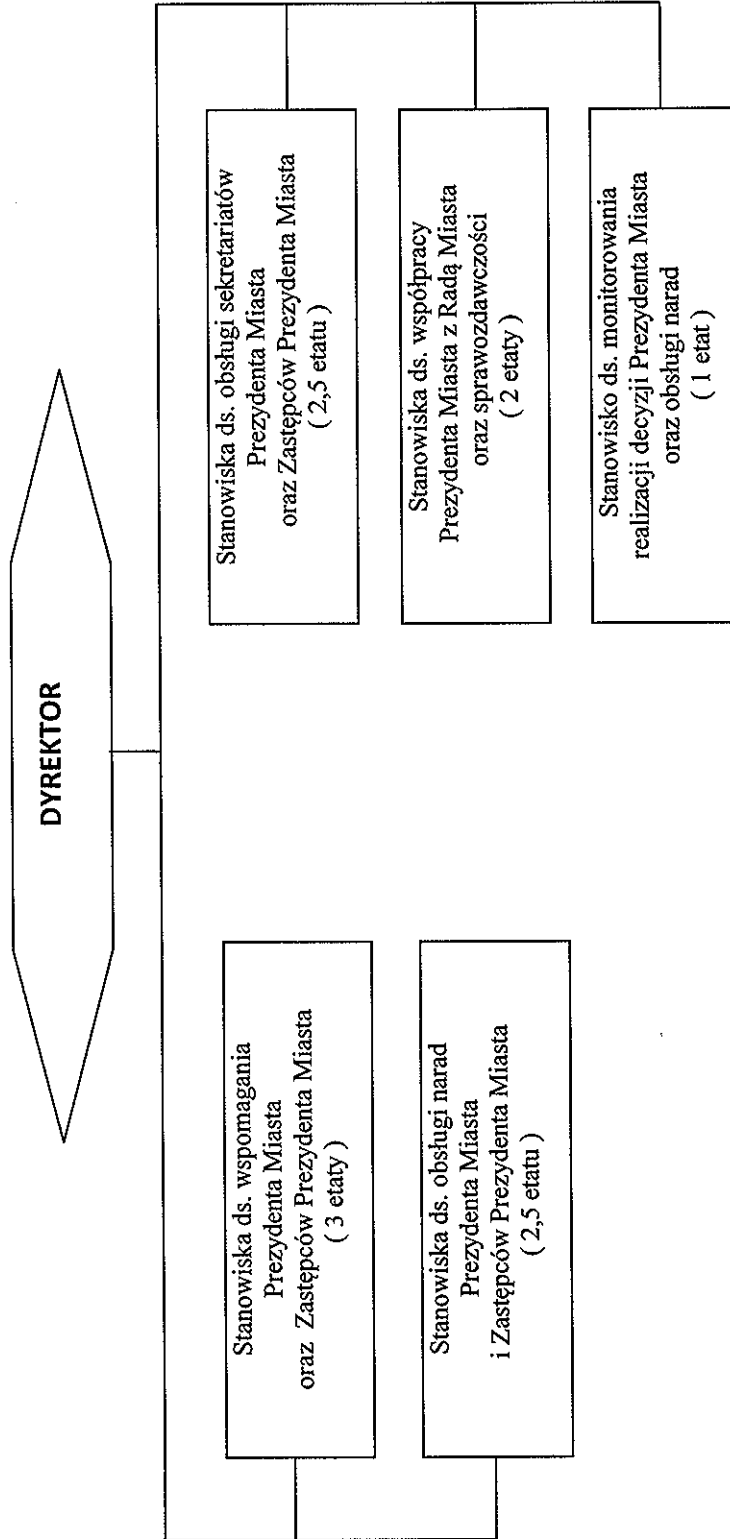 DYREKTOR
Stanowiska ds. wspomagania
Prezydenta Miasta
oraz Zastępców Prezydenta Miasta
( 3 etaty )
Stanowiska ds. obsługi narad
Prezydenta Miasta
i Zastępców Prezydenta Miasta
( 2,5 etatu )
Stanowiska ds. obsługi sekretariatów
Prezydenta Miasta
oraz Zastępców Prezydenta Miasta
( 2,5 etatu )
Stanowiska ds. współpracy
Prezydenta Miasta z Radą Miasta
oraz sprawozdawczości
( 2 etaty )
Stanowisko ds. monitorowania
realizacji decyzji Prezydenta Miasta
oraz obsługi narad
( 1 etat )